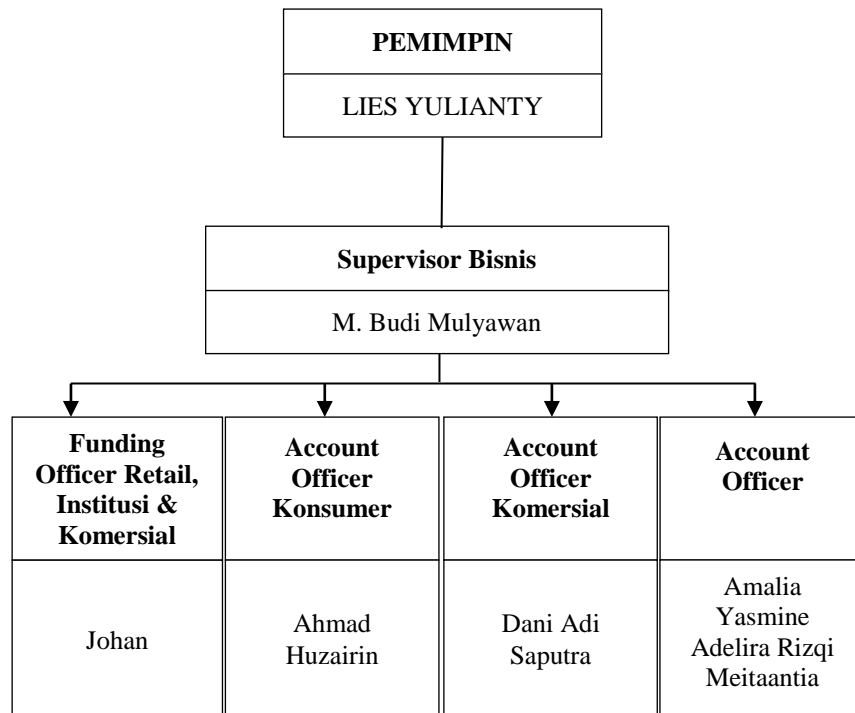 PEMIMPIN
LIES YULIANTY
Supervisor Bisnis
M. Budi Mulyawan
Funding
Officer Retail,
Institusi &
Komersial
Johan
Account
Officer
Konsumer
Ahmad
Huzairin
Account
Officer
Komersial
Dani Adi
Saputra
Account
Officer
Amalia
Yasmine
Adelira Rizqi
Meitaantia